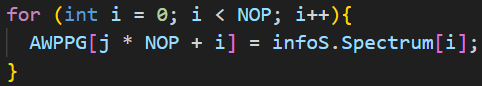 for (int i = 0; i < NOP; i++){
  AWPPG[j * NOP + i] = infoS.Spectrum[i];
}